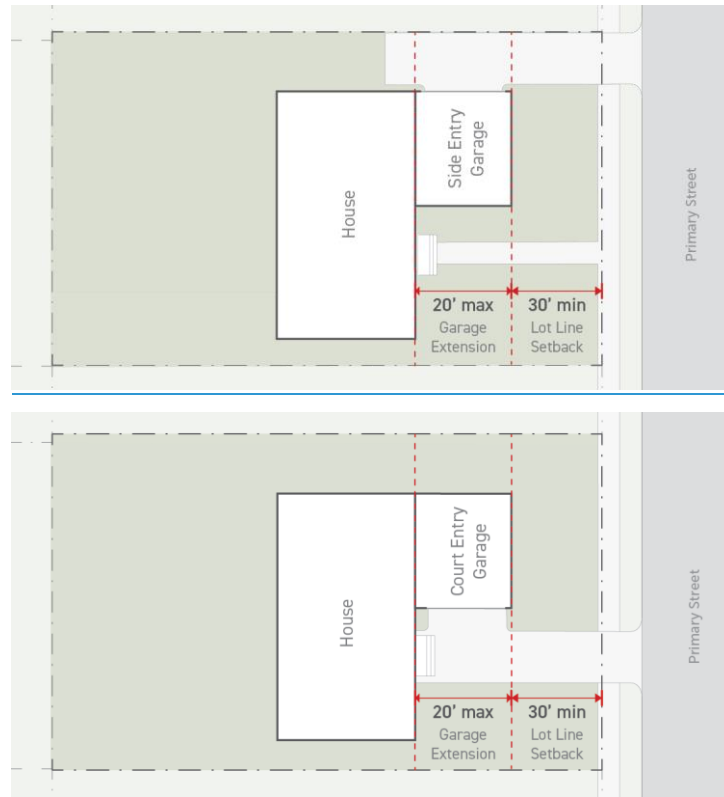 Side Entry
Garage
House
Primary Street
20' max
Garage
Extension
30' min
Lot Line
Setback
Court Entry
Garage
House
Primary Street
20' max
Garage
Extension
30' min
Lot Line
Setback